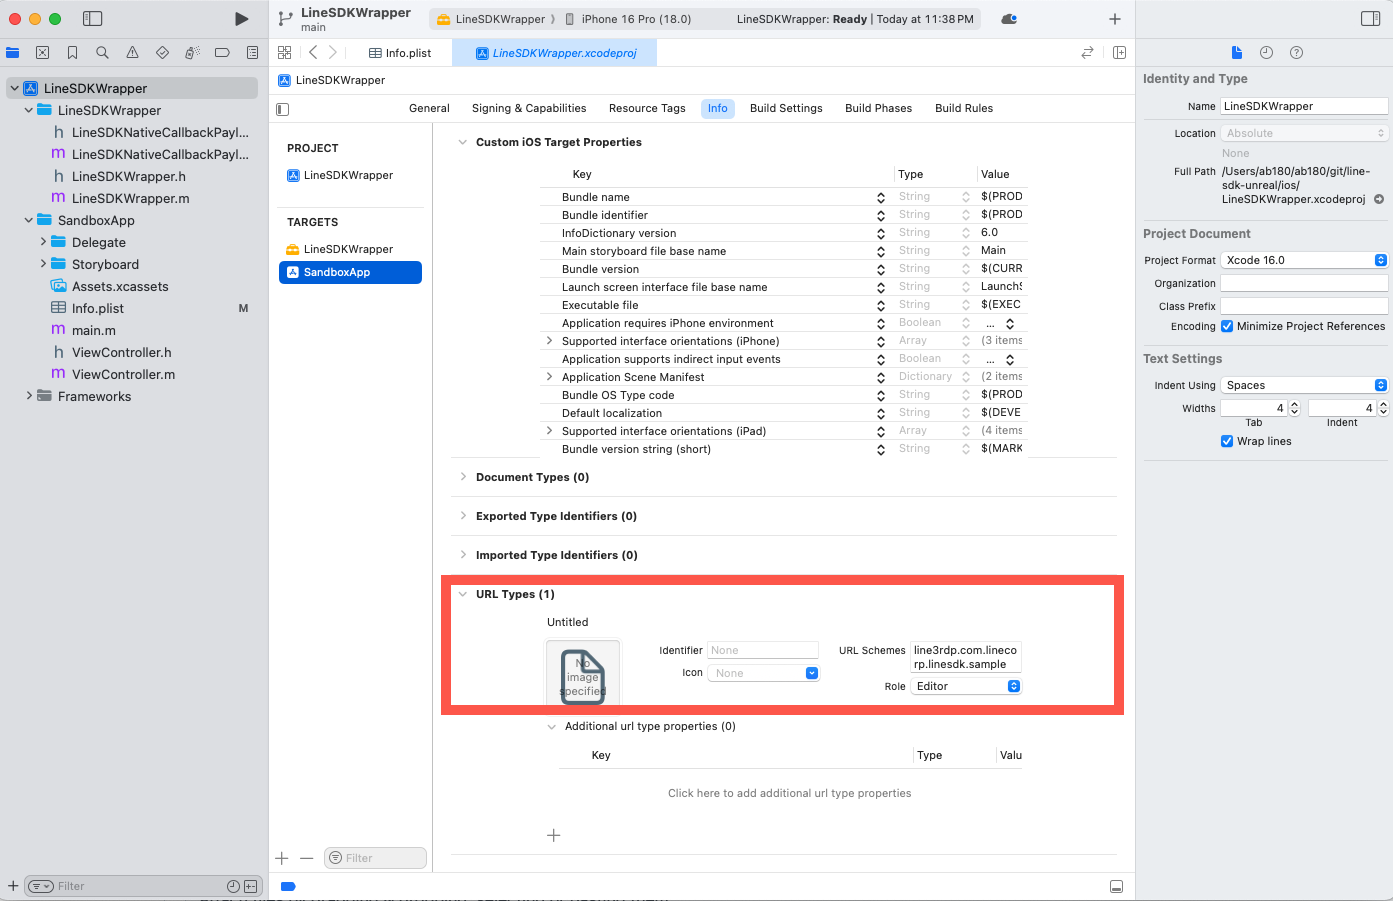 LineSDKWrapper
main
LineSDKWrapper
iPhone 16 Pro (18.0)
LineSDKWrapper: Ready | Today at 11:38 PM
Info.plist
LineSDKWrapper.xcodeproj
LineSDKWrapper
LineSDKWrapper
LineSDKNativeCallbackPayl...
LineSDKNativeCallbackPayl...
LineSDKWrapper.h
LineSDKWrapper.m
SandboxApp
Delegate
Storyboard
Assets.xcassets
Info.plist M
main.m
ViewController.h
ViewController.m
Frameworks
Filter
LineSDKWrapper
General Signing & Capabilities Resource Tags Info Build Settings Build Phases Build Rules
PROJECT
LineSDKWrapper
TARGETS
LineSDKWrapper
SandboxApp
Filter
Custom iOS Target Properties
Key Type Value
Bundle name String $(PROD
Bundle identifier String $(PROD
InfoDictionary version String 6.0
Main storyboard file base name String Main
Bundle version String $(CURR
Launch screen interface file base name String LaunchS
Executable file String $(EXEC
Application requires iPhone environment Boolean ...
Supported interface orientations (iPhone) Array (3 items
Application supports indirect input events Boolean ...
Application Scene Manifest Dictionary (2 items
Bundle OS Type code String $(PROD
Default localization String $(DEVE
Supported interface orientations (iPad) Array (4 items
Bundle version string (short) String $(MARK
Document Types (0)
Exported Type Identifiers (0)
Imported Type Identifiers (0)
URL Types (1)
Untitled
No
image
specified
Identifier None
Icon None
URL Schemes line3rdp.com.lineco
rp.linesdk.sample
Role Editor
Additional url type properties (0)
Key Type Valu
Click here to add additional url type properties
Identity and Type
Name LineSDKWrapper
Location Absolute
None
Full Path /Users/ab180/ab180/git/line-
sdk-unreal/ios/
LineSDKWrapper.xcodeproj
Project Document
Project Format Xcode 16.0
Organization
Class Prefix
Encoding Minimize Project References
Text Settings
Indent Using Spaces
Widths 4 4
Tab Indent
Wrap lines